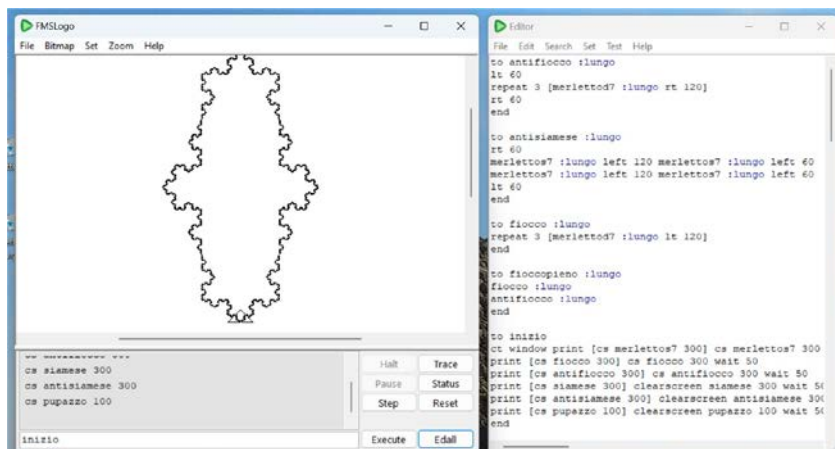 FMSLogo
File Bitmap Set Zoom Help
cs siamese 300
cs antisiamese 300
cs pupazzo 100
Halt Trace
Pause Status
Step Reset
inizio
Execute Edall
Editor
File Edit Search Set Test Help
to antifiocco :lungo
lt 60
repeat 3 [merlettod7 :lungo rt 120]
rt 60
end
to antisiamese :lungo
rt 60
merlettos7 :lungo left 120 merlettos7 :lungo left 60
merlettos7 :lungo left 120 merlettos7 :lungo left 60
lt 60
end
to fiocco :lungo
repeat 3 [merlettod7 :lungo lt 120]
end
to fioccopieno :lungo
fiocco :lungo
antifiocco :lungo
end
to inizio
ct window print [cs merlettos7 300] cs merlettos7 300
print [cs fiocco 300] cs fiocco 300 wait 50
print [cs antifiocco 300] cs antifiocco 300 wait 50
print [cs siamese 300] clearscreen siamese 300 wait 50
print [cs antisiamese 300] clearscreen antisiamese 300
print [cs pupazzo 100] clearscreen pupazzo 100 wait 50
end